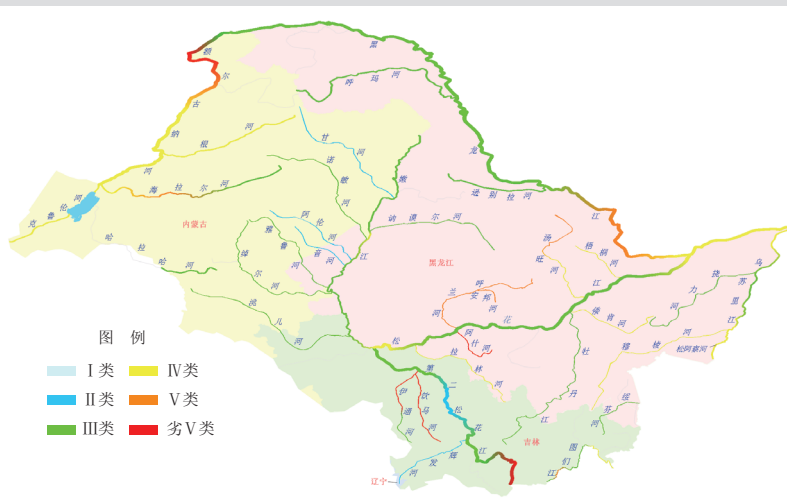 黑
额尔古纳河
呼玛河
根河
甘河
诺敏河
嫩江
龙
江
海拉尔河
逊别拉河
讷谟尔河
克鲁伦河
内蒙古
哈拉哈河
阿伦河
音河
雅鲁河
绰尔河
洮儿河
黑龙江
汤旺河
梧桐河
呼兰河
安邦河
松花江
乌苏里江
挠力河
倭肯河
穆棱河
松阿察河
阿什河
拉林河
牡丹江
绥芬河
第二松花江
伊通河
饮马河
辉发河
图们江
吉林
辽宁
图 例
Ⅰ类
Ⅳ类
Ⅱ类
Ⅴ类
Ⅲ类
劣Ⅴ类